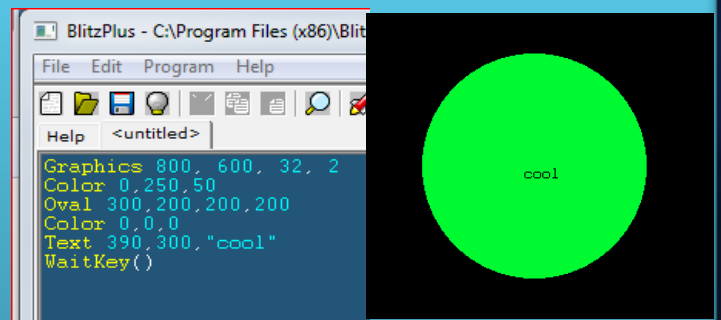 BlitzPlus - C:\Program Files (x86)\Blit
File Edit Program Help
Help <untitled>
Graphics 800, 600, 32, 2
Color 0,250,50
Oval 300,200,200,200
Color 0,0,0
Text 390,300,"cool"
WaitKey()
cool